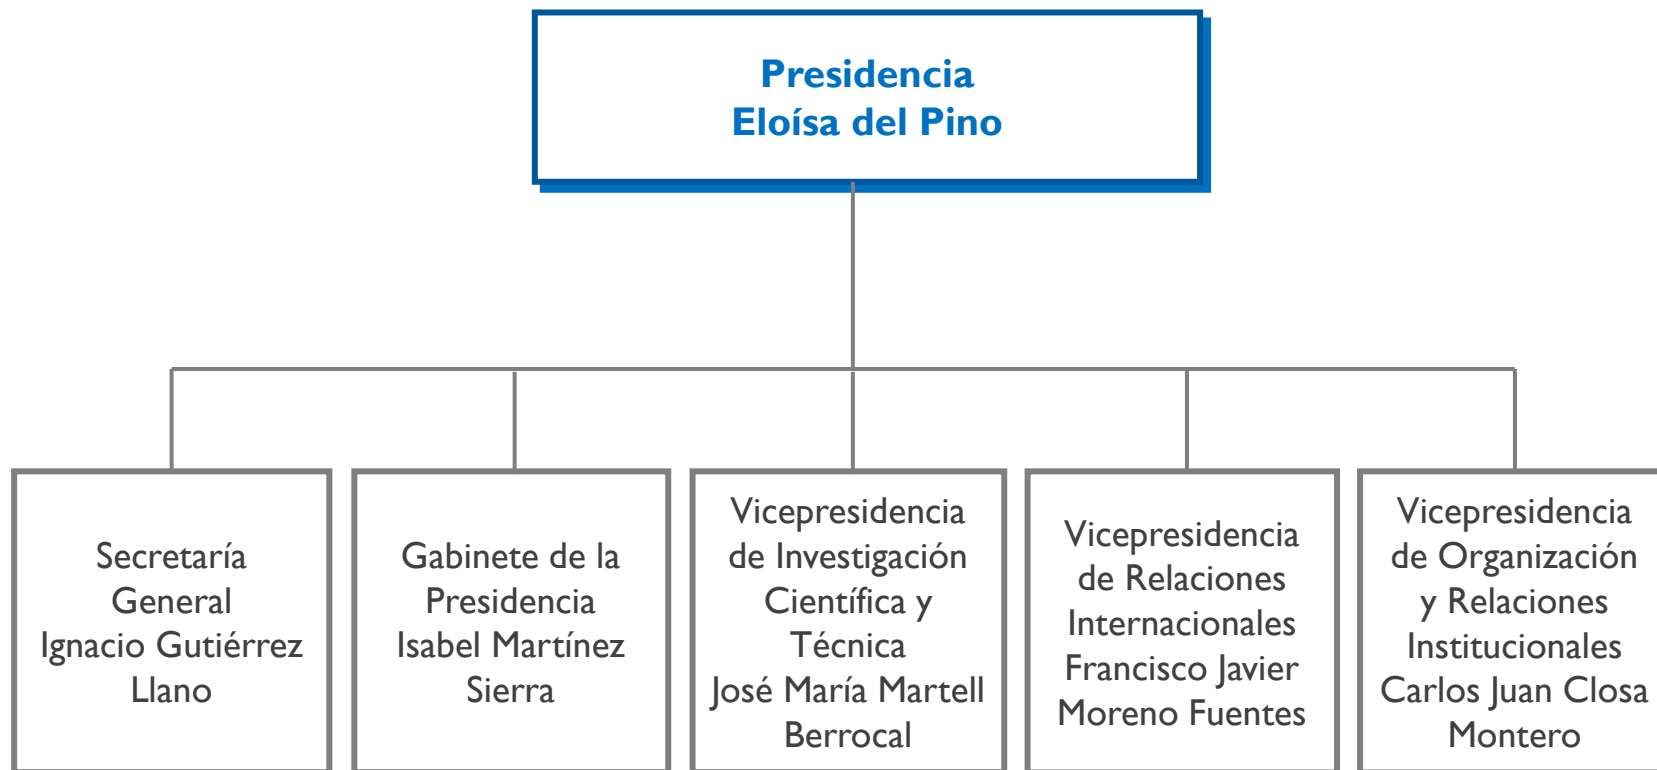 Presidencia
Eloísa del Pino
Secretaría
General
Ignacio Gutiérrez
Llano
Gabinete de la
Presidencia
Isabel Martínez
Sierra
Vicepresidencia
de Investigación
Científica y
Técnica
José María Martell
Berrocal
Vicepresidencia
de Relaciones
Internacionales
Francisco Javier
Moreno Fuentes
Vicepresidencia
de Organización
y Relaciones
Institucionales
Carlos Juan Closa
Montero